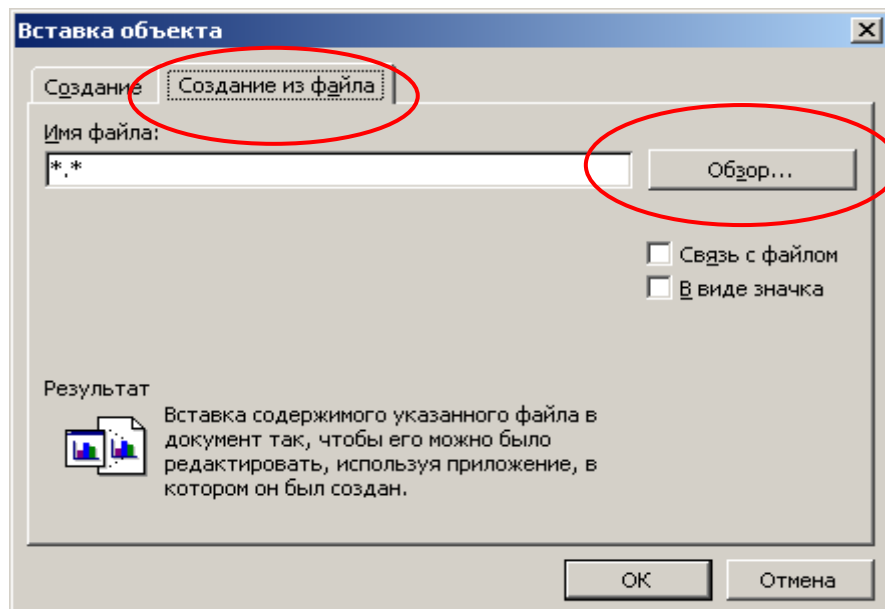 Вставка объекта
Создание
Создание из файла
Имя файла:
*.*
Обзор...
Связь с файлом
В виде значка
Результат
Вставка содержимого указанного файла в
документ так, чтобы его можно было
редактировать, используя приложение, в
котором он был создан.
ОК
Отмена